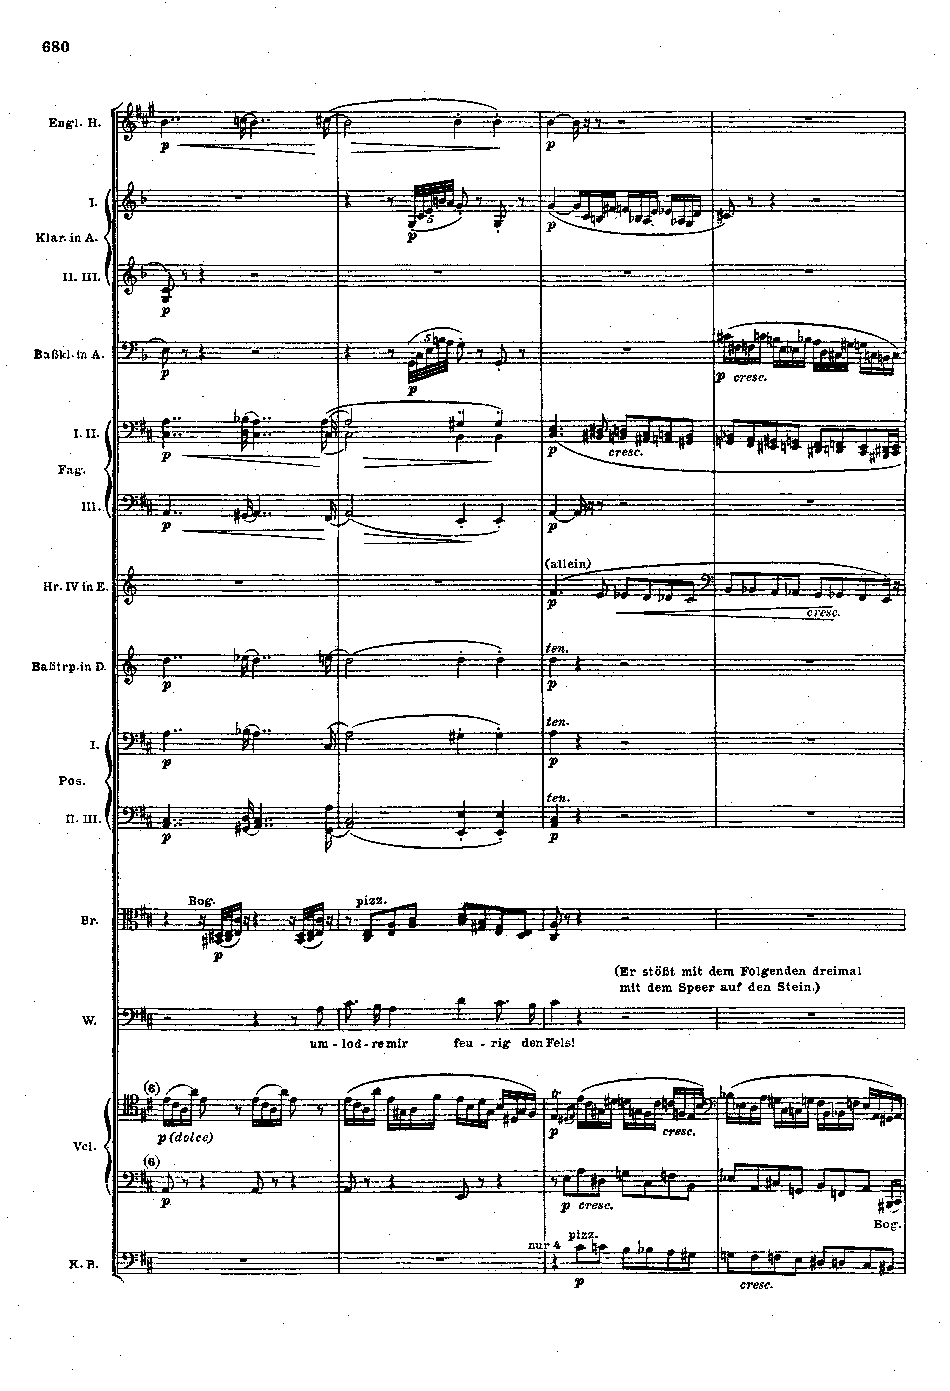 680
Engl. H.
p
p
I.
5
p
p
Klar. in A.
II. III.
p
Baßkl. in A.
p
5
p
p cresc.
I. II.
p
p
cresc.
Fag.
III.
p
p
(allein)
Hr. IV in E.
p
cresc.
ten.
Baßtrp. in D.
p
p
ten.
I.
p
p
Pos.
ten.
II. III.
p
p
Bog.
pizz.
Br.
p
(Er stößt mit dem Folgenden dreimal
mit dem Speer auf den Stein.)
W.
um - lod - re mir feu - rig den Fels!
(6)
p (dolce)
p
cresc.
Vcl.
(6)
p
p cresc.
Bog.
nur 4
pizz.
K. B.
p
cresc.